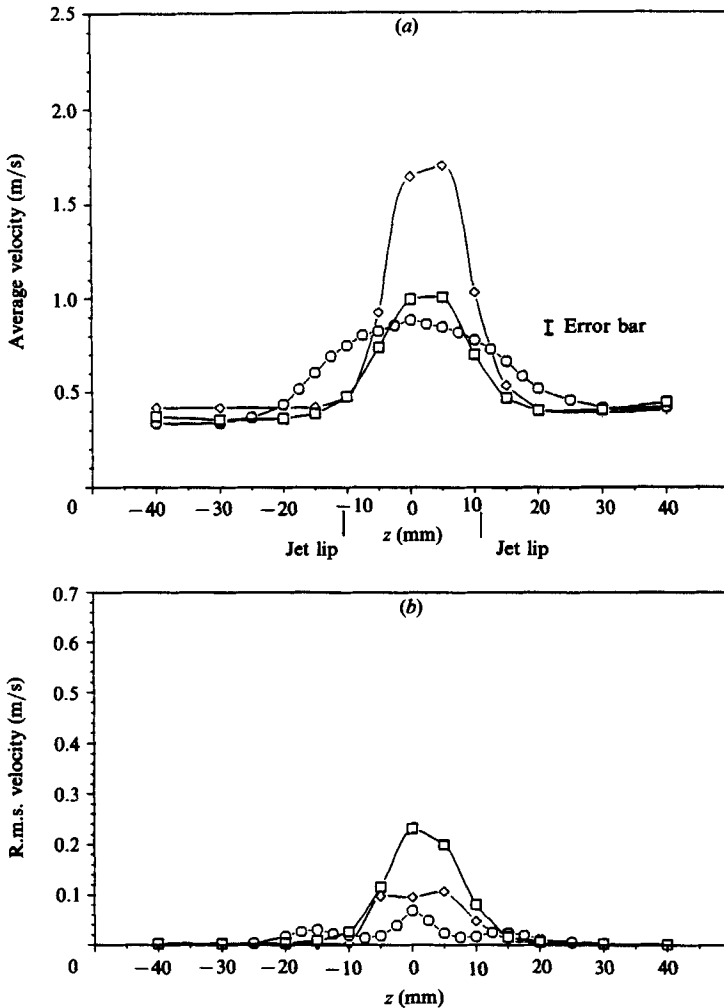 (a)
2.5
2.0
1.5
1.0
0.5
0
Average velocity (m/s)
Error bar
−40 −30 −20 −10 0 10 20 30 40
z (mm)
Jet lip Jet lip
(b)
0.7
0.6
0.5
0.4
0.3
0.2
0.1
0
R.m.s. velocity (m/s)
−40 −30 −20 −10 0 10 20 30 40
z (mm)